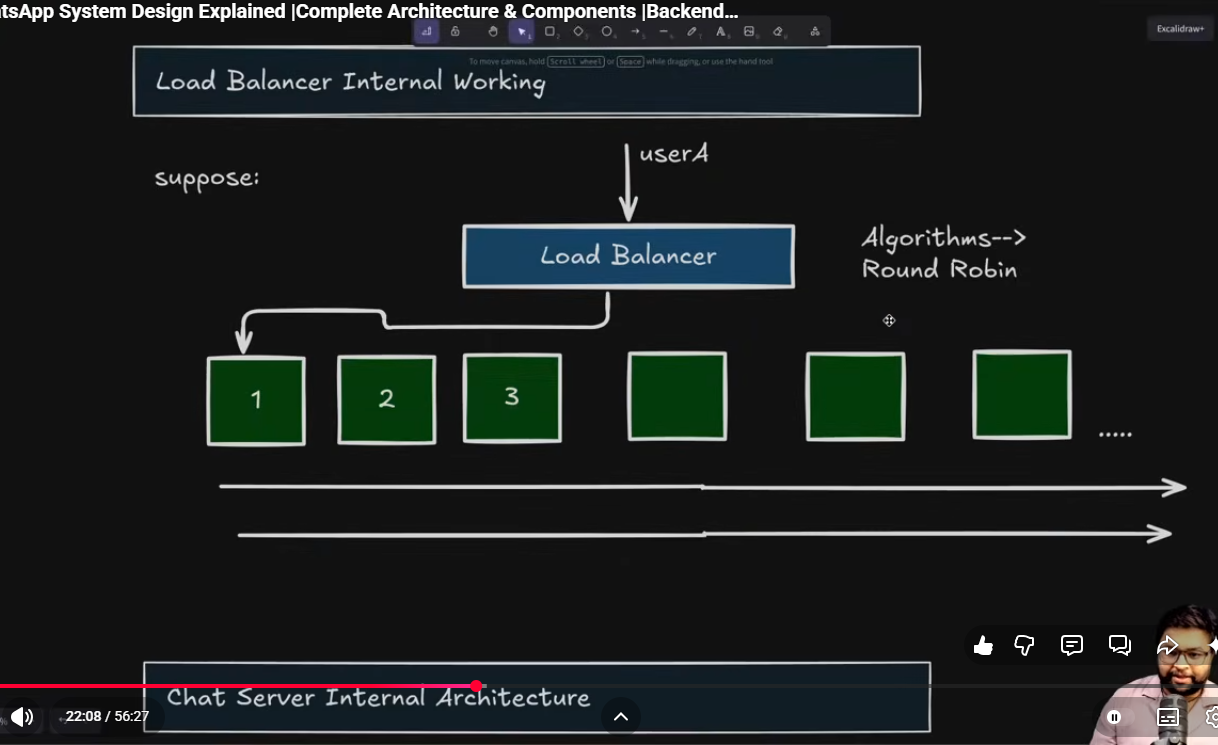 atsApp System Design Explained |Complete Architecture & Components |Backend...
Excalidraw+
To move canvas, hold Scroll wheel or Space while dragging, or use the hand tool
Load Balancer Internal Working
userA
suppose:
Algorithms-->
Round Robin
Load Balancer
1
2
3
.....
Chat Server Internal Architecture
22:08 / 56:27